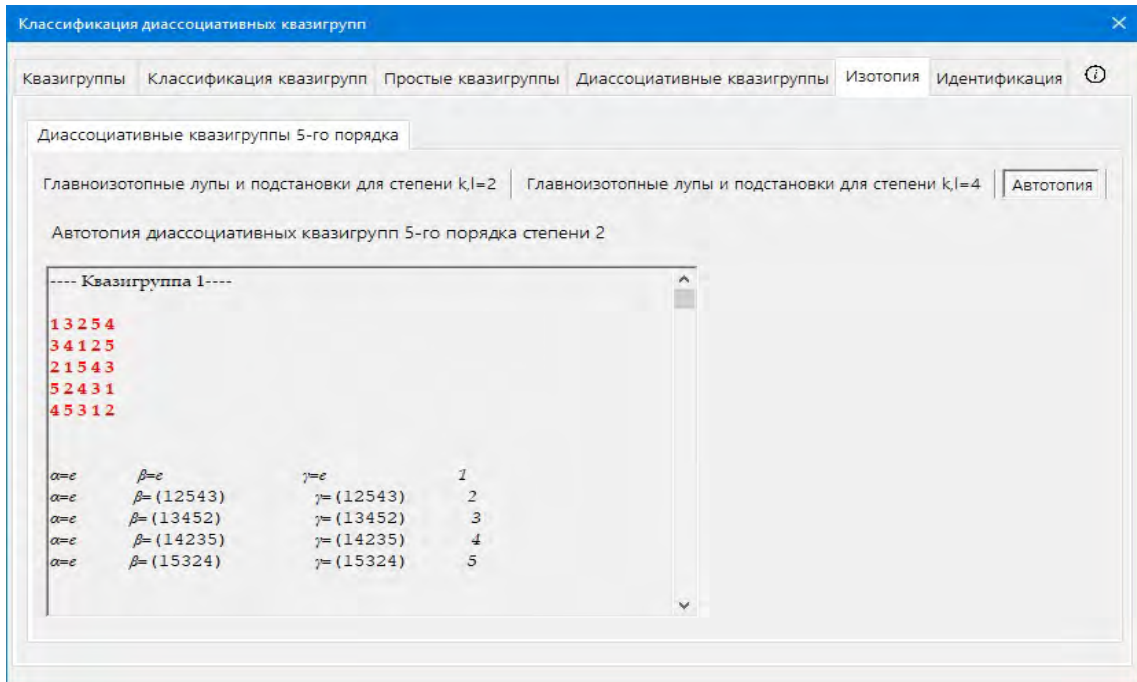 Классификация диассоциативных квазигрупп
Квазигруппы Классификация квазигрупп Простые квазигруппы Диассоциативные квазигруппы Изотопия Идентификация
Диассоциативные квазигруппы 5-го порядка
Главноизотопные лупы и подстановки для степени k,l=2 Главноизотопные лупы и подстановки для степени k,l=4 Автотопия
Автотопия диассоциативных квазигрупп 5-го порядка степени 2
---- Квазигруппа 1----
1 3 2 5 4
3 4 1 2 5
2 1 5 4 3
5 2 4 3 1
4 5 3 1 2
α=e β=e γ=e 1
α=e β=(12543) γ=(12543) 2
α=e β=(13452) γ=(13452) 3
α=e β=(14235) γ=(14235) 4
α=e β=(15324) γ=(15324) 5